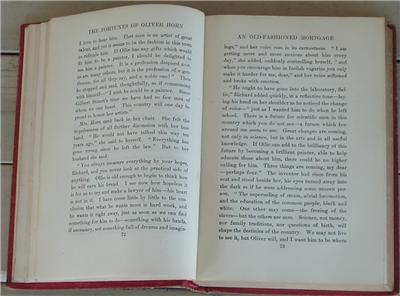 THE FORTUNES OF OLIVER HORN
I love to hear him. That man is an artist of great
talent, and yet it seems to be the fashion in this town
to ridicule him. If Ollie has any gifts which would
fit him to be a painter, I should be delighted to
see him a painter. It is a profession despised now,
as are many others, but it is the profession of a gen-
tleman, for all they say, and a noble one!" Then
he stopped and said, thoughtfully, as if communing
with himself—"I wish he could be a painter. Since
Gilbert Stuart's time we have had no more of
whom we can boast. This country will one day be
proud to honor her artists."
Mrs. Horn sank back in her chair. She felt the
hopelessness of all further discussion with her hus-
band. "He would not have talked this way ten
years ago," she said to herself. "Everything has
gone wrong since he left the law." But to her
husband she said:
"You always measure everything by your hopes,
Richard, and you never look at the practical side of
anything. Ollie is old enough to begin to think how
he will earn his bread. I see now how hopeless it
is for us to try and make a lawyer of him—his heart
is not in it. I have come little by little to the con-
clusion that what he wants most is hard work, and
he wants it right away, just as soon as we can find
something for him to do—something with his hands,
if necessary, not something full of dreams and imagin-
72
AN OLD-FASHIONED MORTGAGE
ings," and her voice rose in its earnestness. "I am
getting more and more anxious about him every
day," she added, suddenly controlling herself, "and
when you encourage him in foolish vagaries you only
make it harder for me, dear," and her voice softened
and broke with emotion.
"He ought to have gone into the laboratory, Sal-
lie," Richard added quickly, in a reflective tone—lay-
ing his hand on her shoulder as he noticed the change
of voice—"just as I wanted him to do when he left
school. There is a future for scientific men in this
country which you do not see—a future which few
around me seem to see. Great changes are coming,
not only in science, but in the arts and in all useful
knowledge. If Ollie can add to the brilliancy of this
future by becoming a brilliant painter, able to help
educate those about him, there could be no higher
calling for him. Three things are coming, my dear
—perhaps four." The inventor had risen from his
seat and stood beside her, his eyes turned away into
the dark as if he were addressing some unseen per-
son. "The superseding of steam, aërial locomotion,
and the education of the common people, black and
white. One other may come—the freeing of the
slaves—but the others are sure. Science, not money,
nor family traditions, nor questions of birth, will
shape the destinies of the country. We may not live
to see it, but Oliver will, and I want him to be where
73